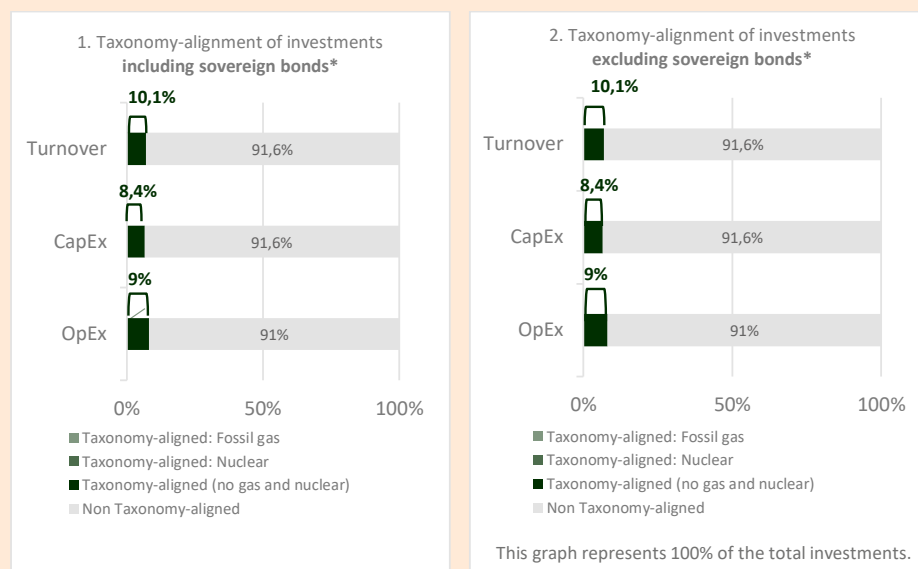 1. Taxonomy-alignment of investments
including sovereign bonds*
10,1%
Turnover
91,6%
8,4%
CapEx
91,6%
9%
OpEx
91%
0%
50%
100%
Taxonomy-aligned: Fossil gas
Taxonomy-aligned: Nuclear
Taxonomy-aligned (no gas and nuclear)
Non Taxonomy-aligned
2. Taxonomy-alignment of investments
excluding sovereign bonds*
10,1%
Turnover
91,6%
8,4%
CapEx
91,6%
9%
OpEx
91%
0%
50%
100%
Taxonomy-aligned: Fossil gas
Taxonomy-aligned: Nuclear
Taxonomy-aligned (no gas and nuclear)
Non Taxonomy-aligned
This graph represents 100% of the total investments.